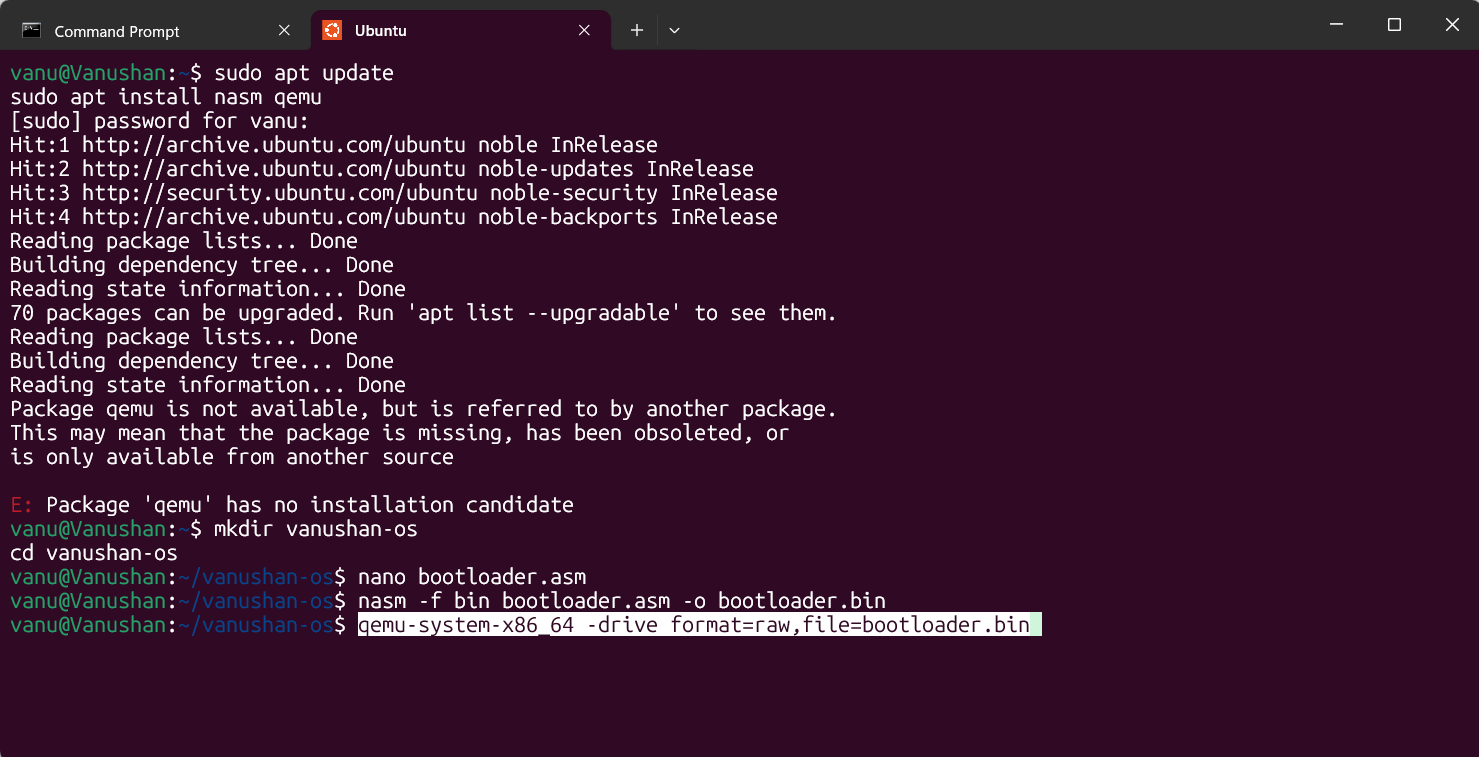 Command Prompt
Ubuntu
vanu@Vanushan:~$ sudo apt update
sudo apt install nasm qemu
[sudo] password for vanu:
Hit:1 http://archive.ubuntu.com/ubuntu noble InRelease
Hit:2 http://archive.ubuntu.com/ubuntu noble-updates InRelease
Hit:3 http://security.ubuntu.com/ubuntu noble-security InRelease
Hit:4 http://archive.ubuntu.com/ubuntu noble-backports InRelease
Reading package lists... Done
Building dependency tree... Done
Reading state information... Done
70 packages can be upgraded. Run 'apt list --upgradable' to see them.
Reading package lists... Done
Building dependency tree... Done
Reading state information... Done
Package qemu is not available, but is referred to by another package.
This may mean that the package is missing, has been obsoleted, or
is only available from another source
E: Package 'qemu' has no installation candidate
vanu@Vanushan:~$ mkdir vanushan-os
cd vanushan-os
vanu@Vanushan:~/vanushan-os$ nano bootloader.asm
vanu@Vanushan:~/vanushan-os$ nasm -f bin bootloader.asm -o bootloader.bin
vanu@Vanushan:~/vanushan-os$ qemu-system-x86_64 -drive format=raw,file=bootloader.bin